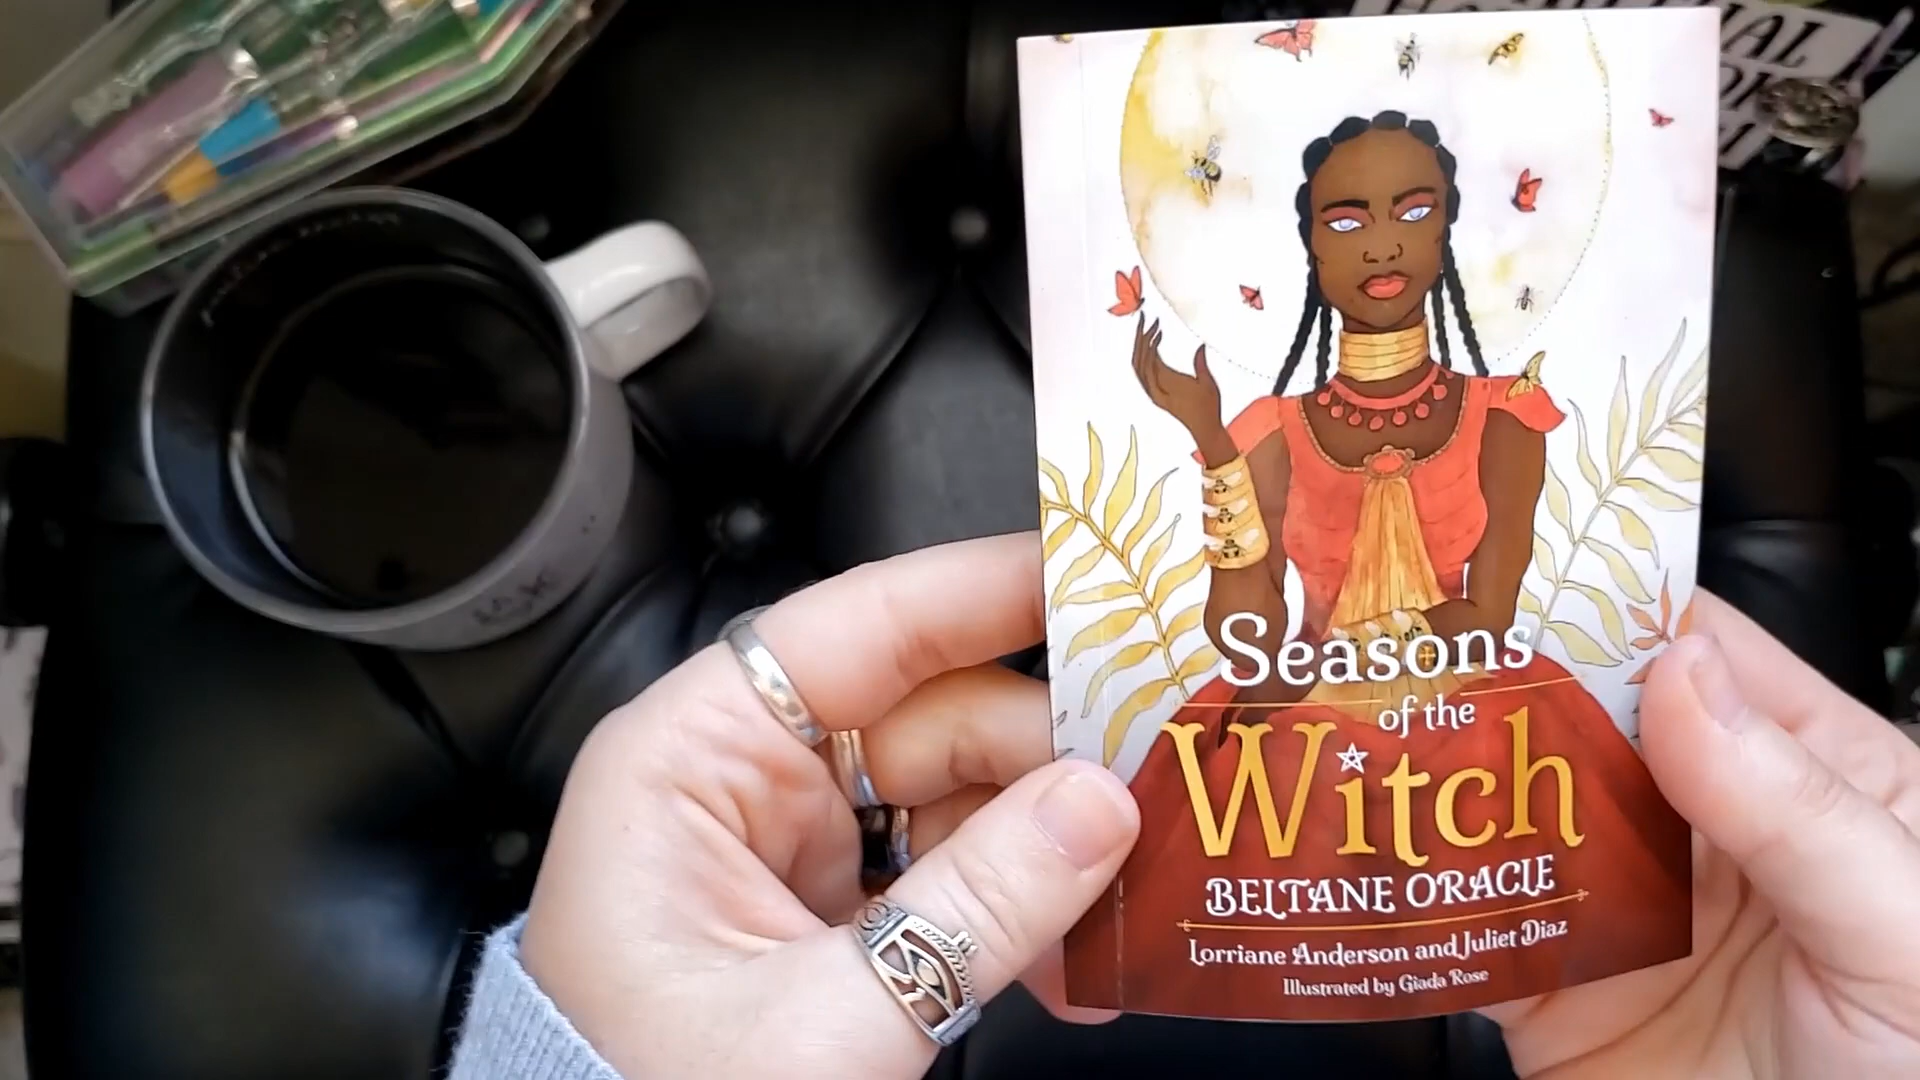 Seasons
of the
Witch
BELTANE ORACLE
Lorriane Anderson and Juliet Diaz
Illustrated by Giada Rose